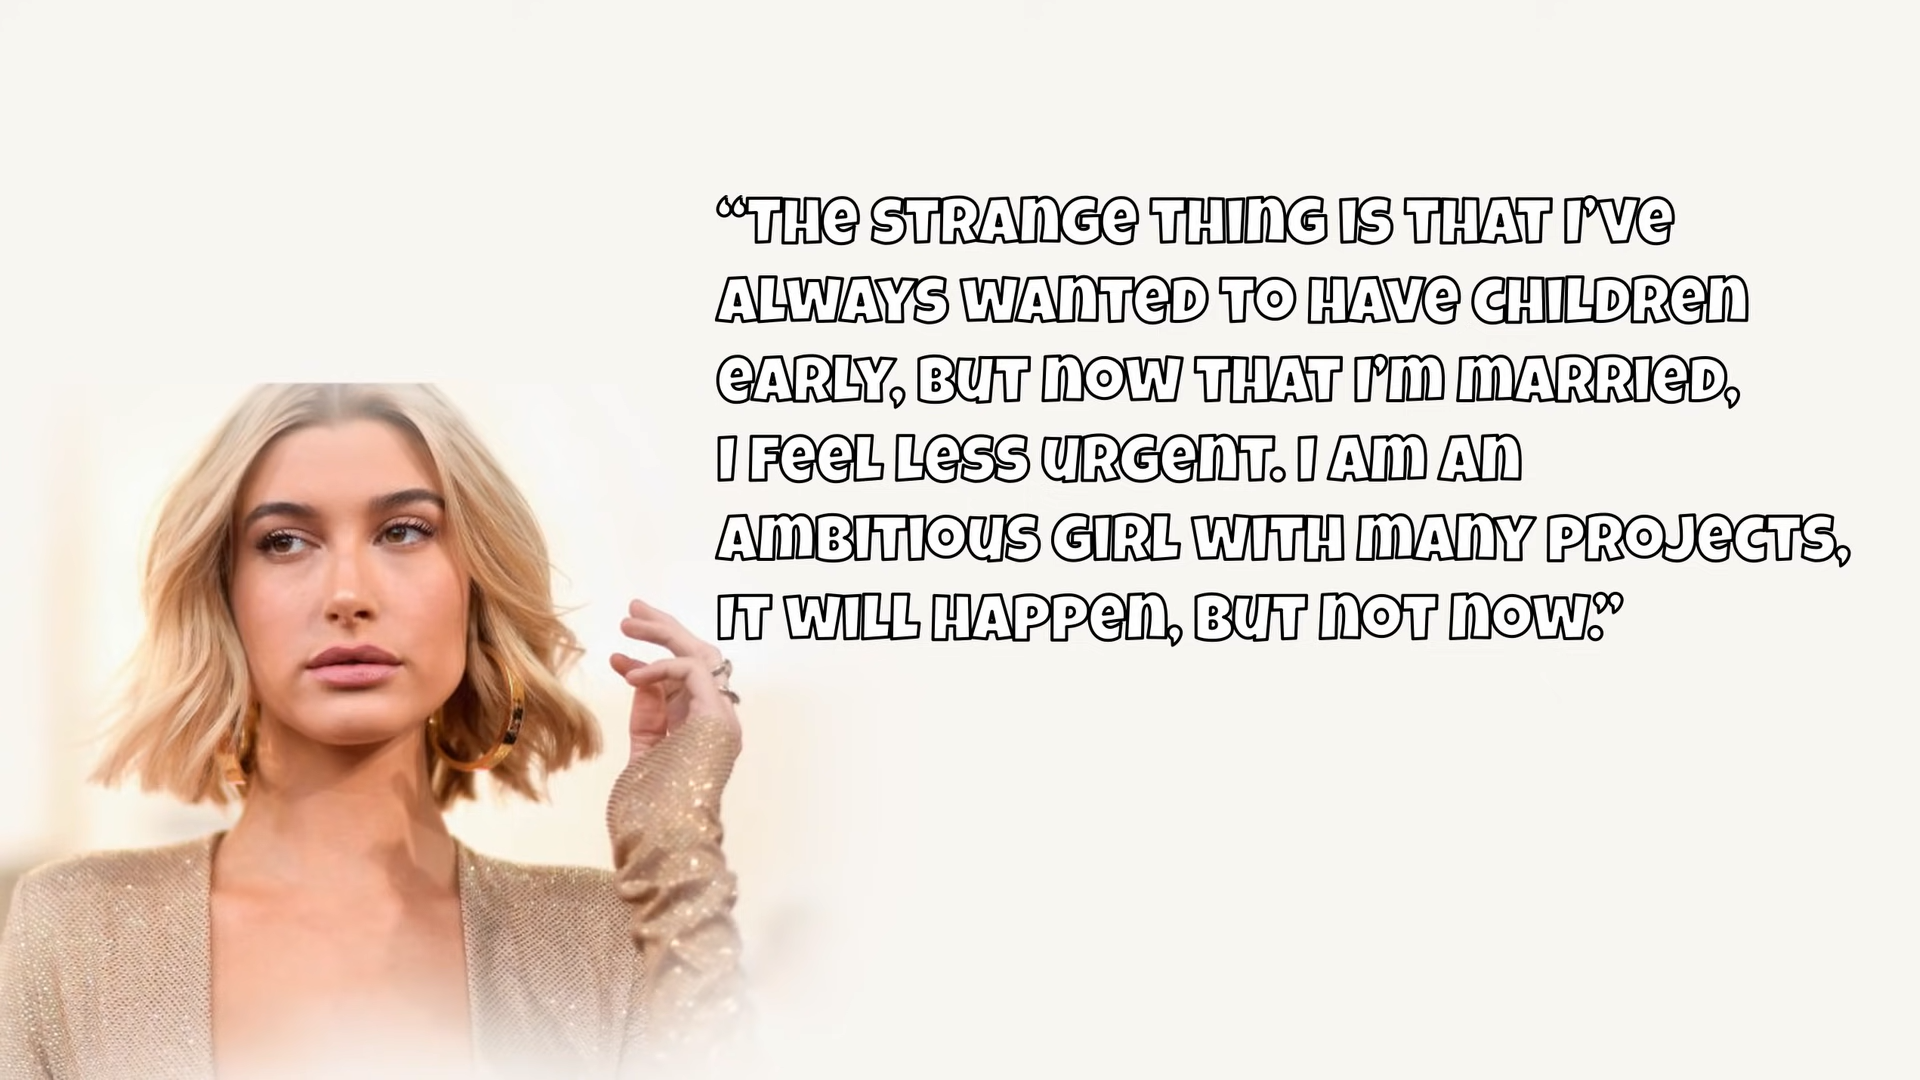 “THE STRANGE THING IS THAT I’VE
ALWAYS WANTED TO HAVE CHILDREN
EARLY, BUT NOW THAT I’M MARRIED,
I FEEL LESS URGENT. I AM AN
AMBITIOUS GIRL WITH MANY PROJECTS,
IT WILL HAPPEN, BUT NOT NOW.”